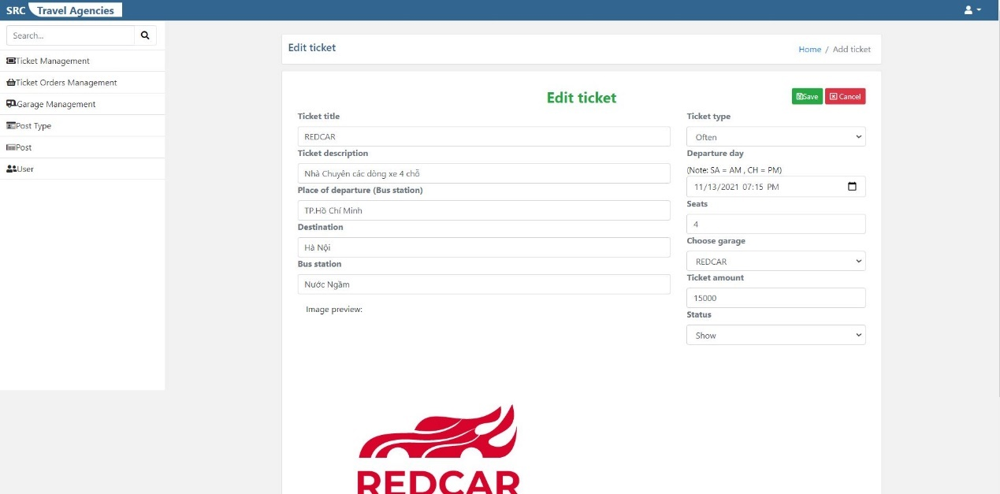 SRC Travel Agencies
Search...
Ticket Management
Ticket Orders Management
Garage Management
Post Type
Post
User
Edit ticket
Home / Add ticket
Edit ticket
Save
Cancel
Ticket title
REDCAR
Ticket description
Nhà Chuyên các dòng xe 4 chỗ
Place of departure (Bus station)
TP.Hồ Chí Minh
Destination
Hà Nội
Bus station
Nước Ngầm
Image preview:
REDCAR
Ticket type
Often
Departure day
(Note: SA = AM , CH = PM)
11/13/2021 07:15 PM
Seats
4
Choose garage
REDCAR
Ticket amount
15000
Status
Show